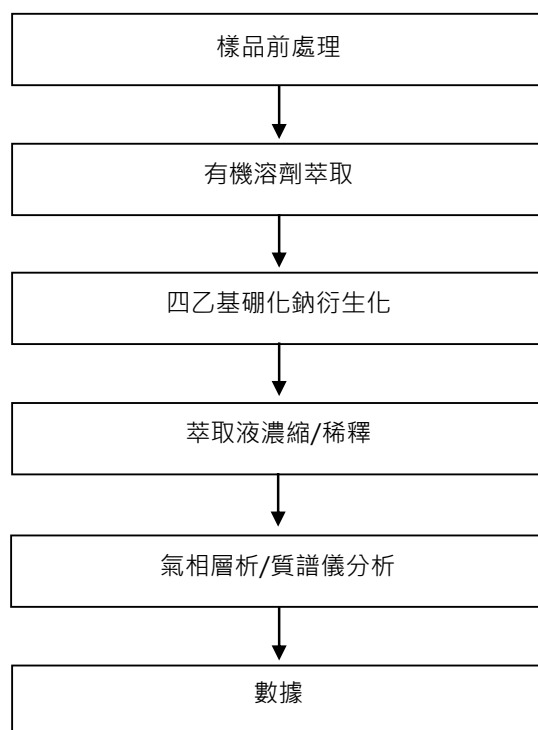 樣品前處理
有機溶劑萃取
四乙基硼化鈉衍生化
萃取液濃縮/稀釋
氣相層析/質譜儀分析
數據